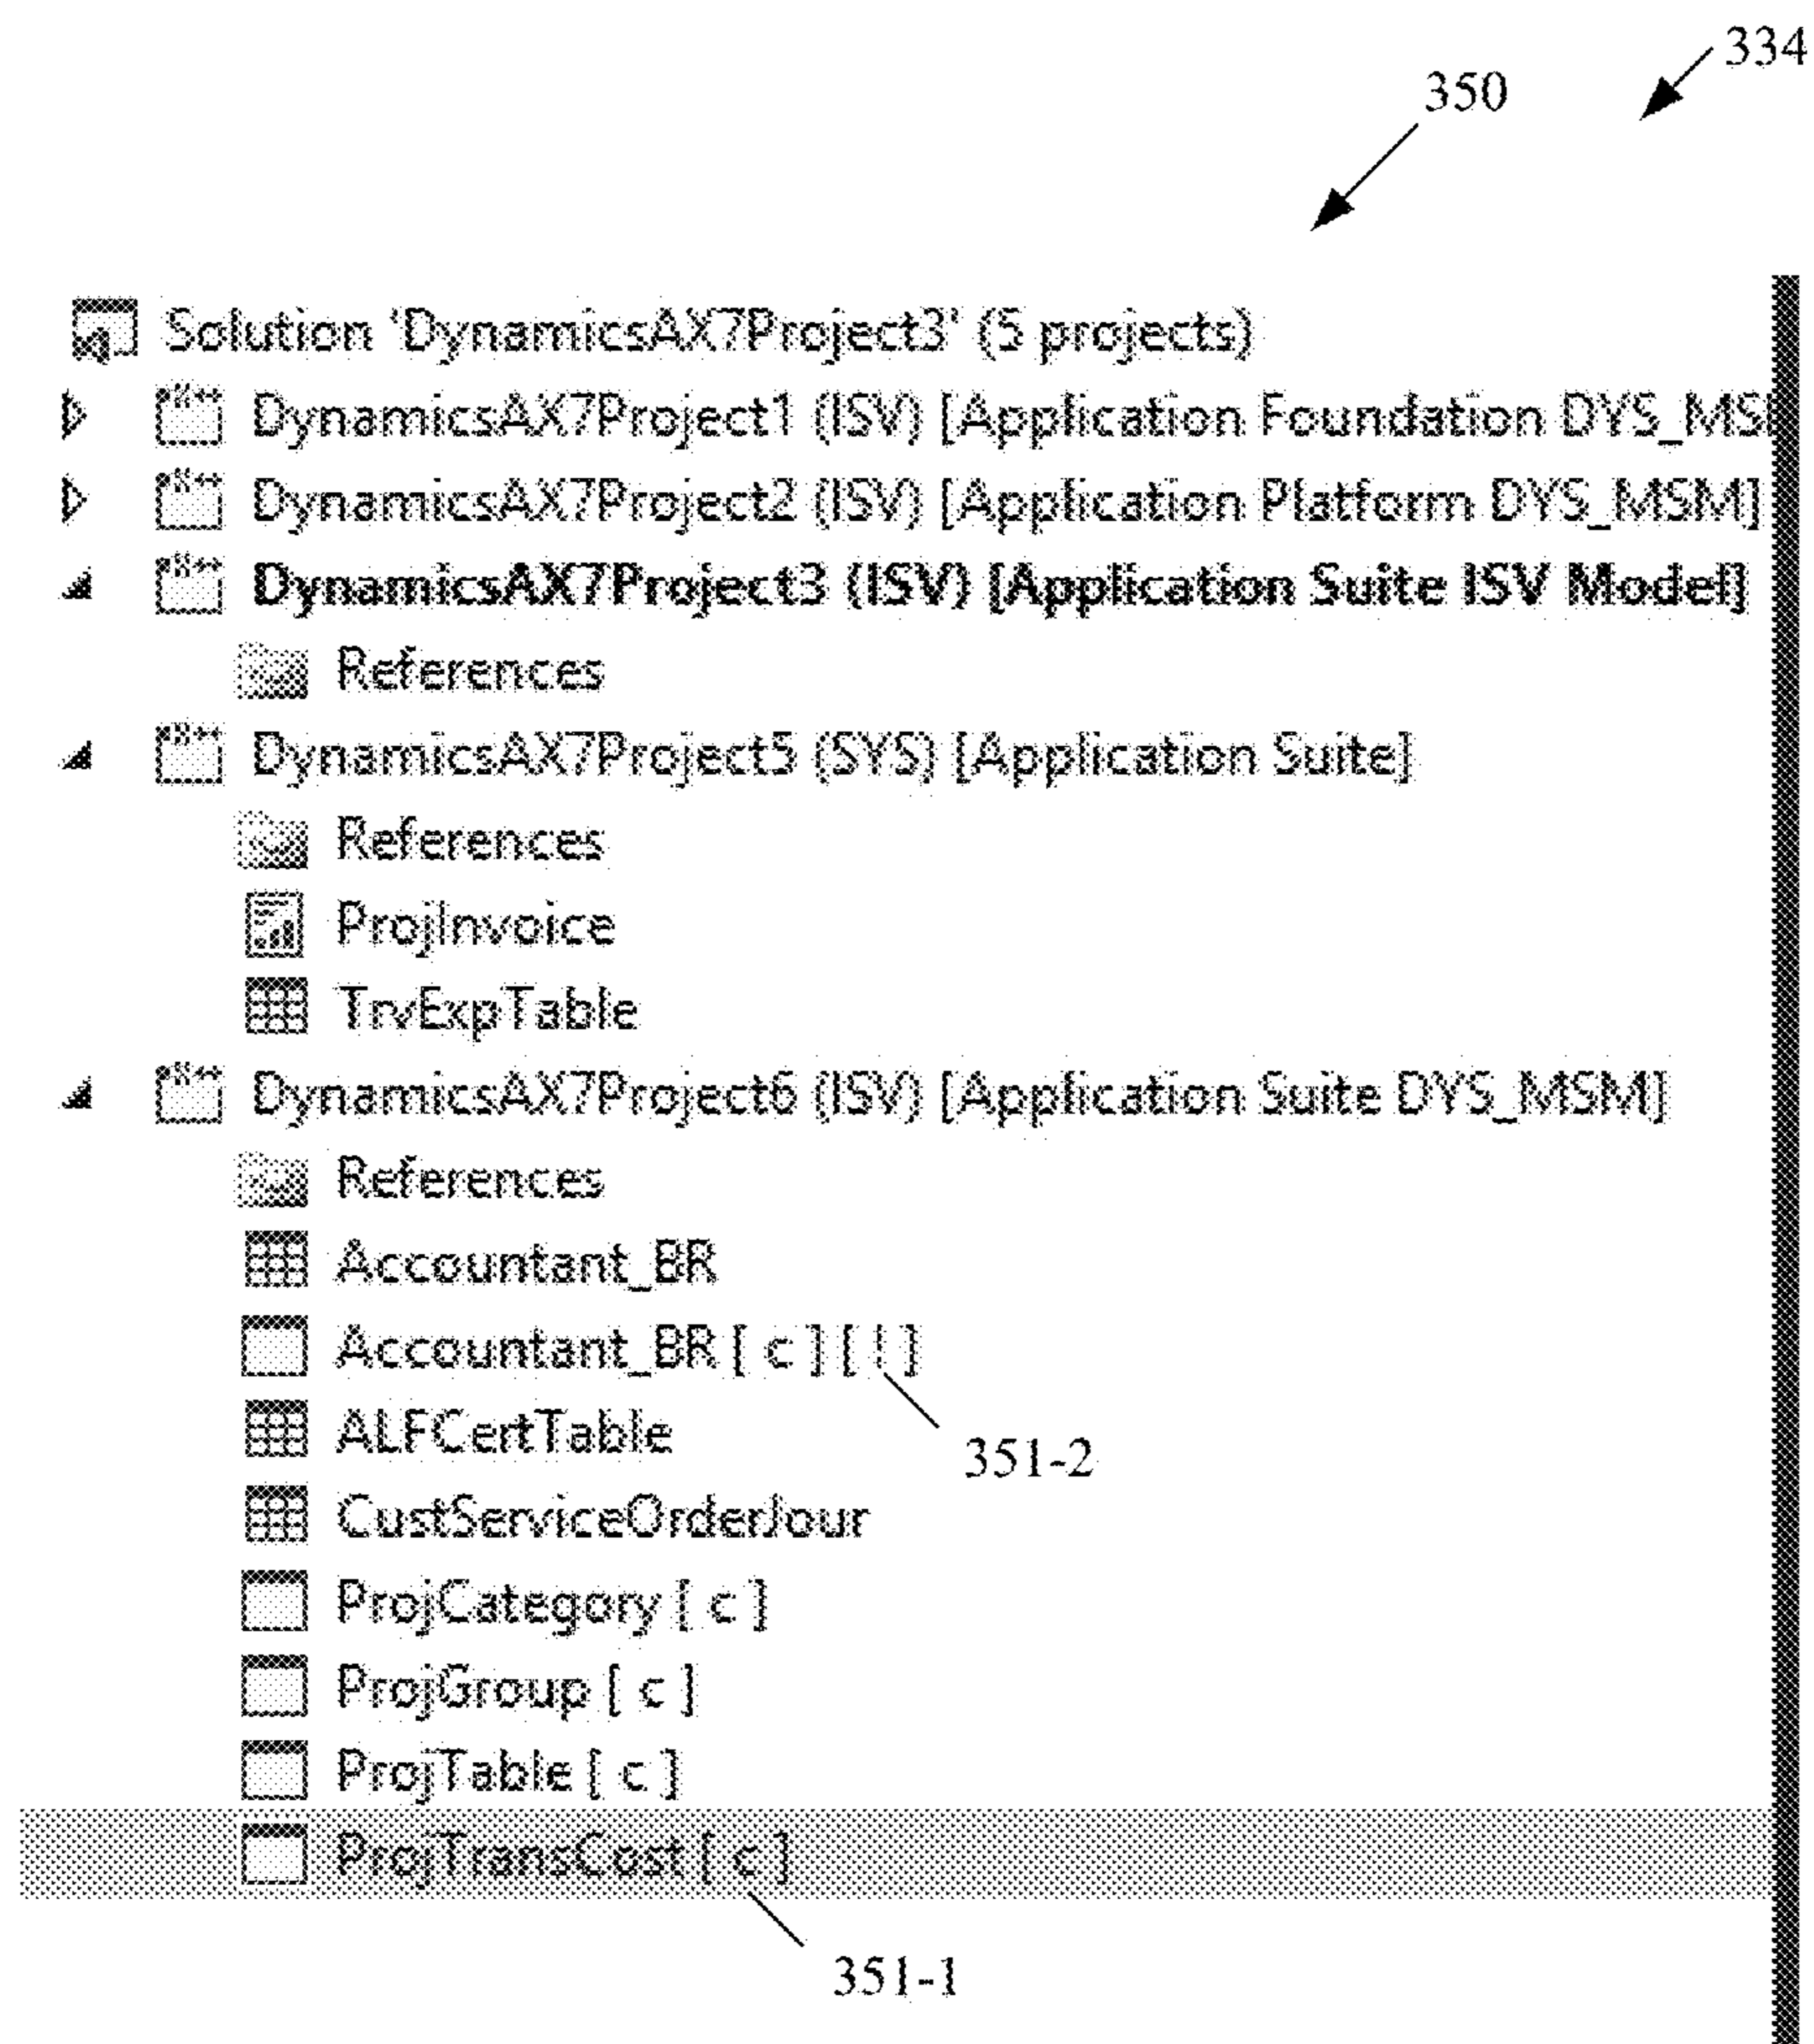 334
350
Solution 'DynamicsAX7Project3' (5 projects)
DynamicsAX7Project1 (ISV) [Application Foundation DYS_MS
DynamicsAX7Project2 (ISV) [Application Platform DYS_MSM]
DynamicsAX7Project3 (ISV) [Application Suite ISV Model]
References
DynamicsAX7Project5 (SYS) [Application Suite]
References
ProjInvoice
TrvExpTable
DynamicsAX7Project6 (ISV) [Application Suite DYS_MSM]
References
Accountant_BR
Accountant_BR [ c ] [ ! ]
351-2
ALFCertTable
CustServiceOrderJour
ProjCategory [ c ]
ProjGroup [ c ]
ProjTable [ c ]
ProjTransCost [ c ]
351-1